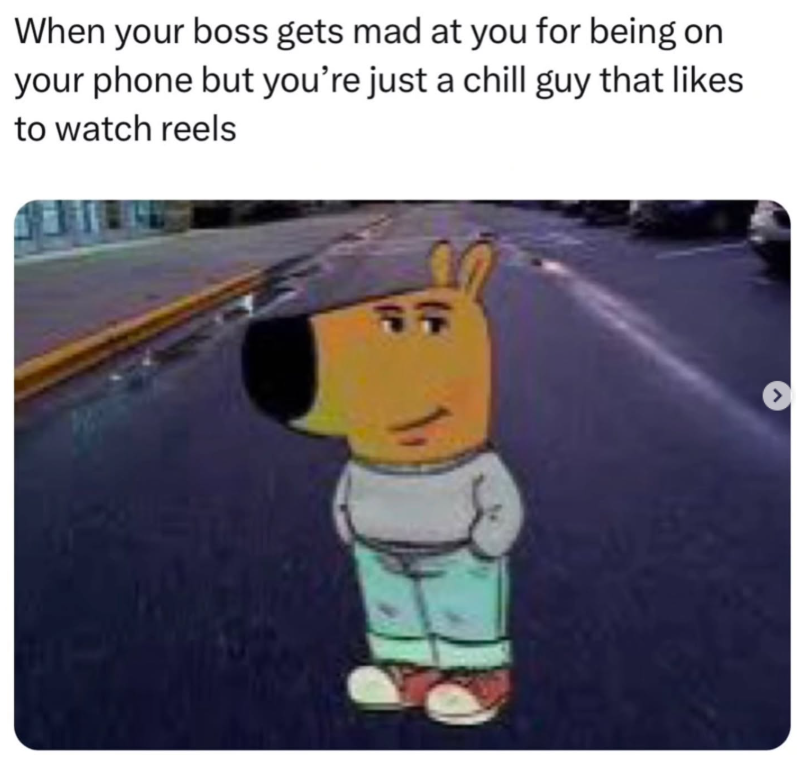 When your boss gets mad at you for being on
your phone but you’re just a chill guy that likes
to watch reels